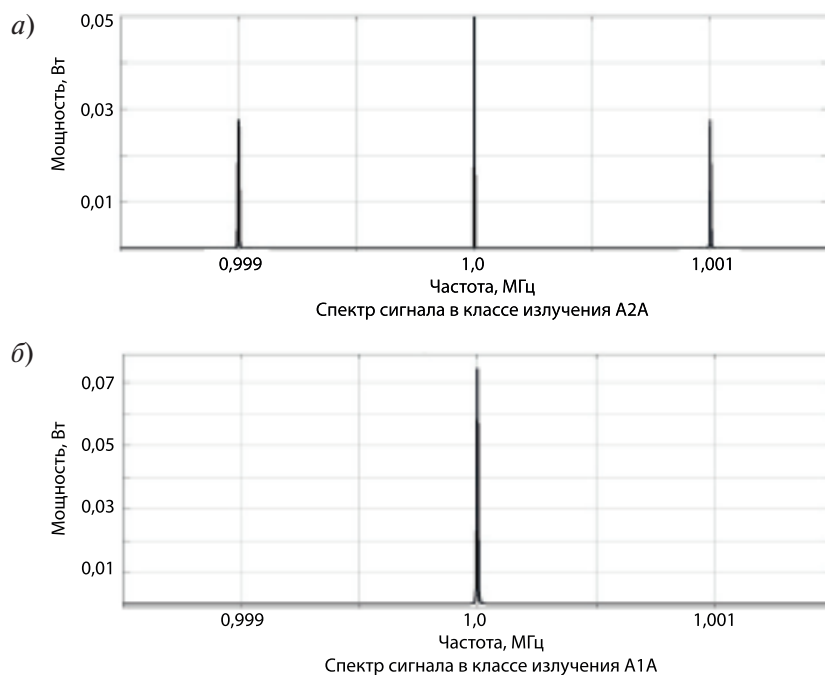 а)
Мощность, Вт
0,05
0,03
0,01
0,999 1,0 1,001
Частота, МГц
Спектр сигнала в классе излучения А2А
б)
Мощность, Вт
0,07
0,05
0,03
0,01
0,999 1,0 1,001
Частота, МГц
Спектр сигнала в классе излучения А1А